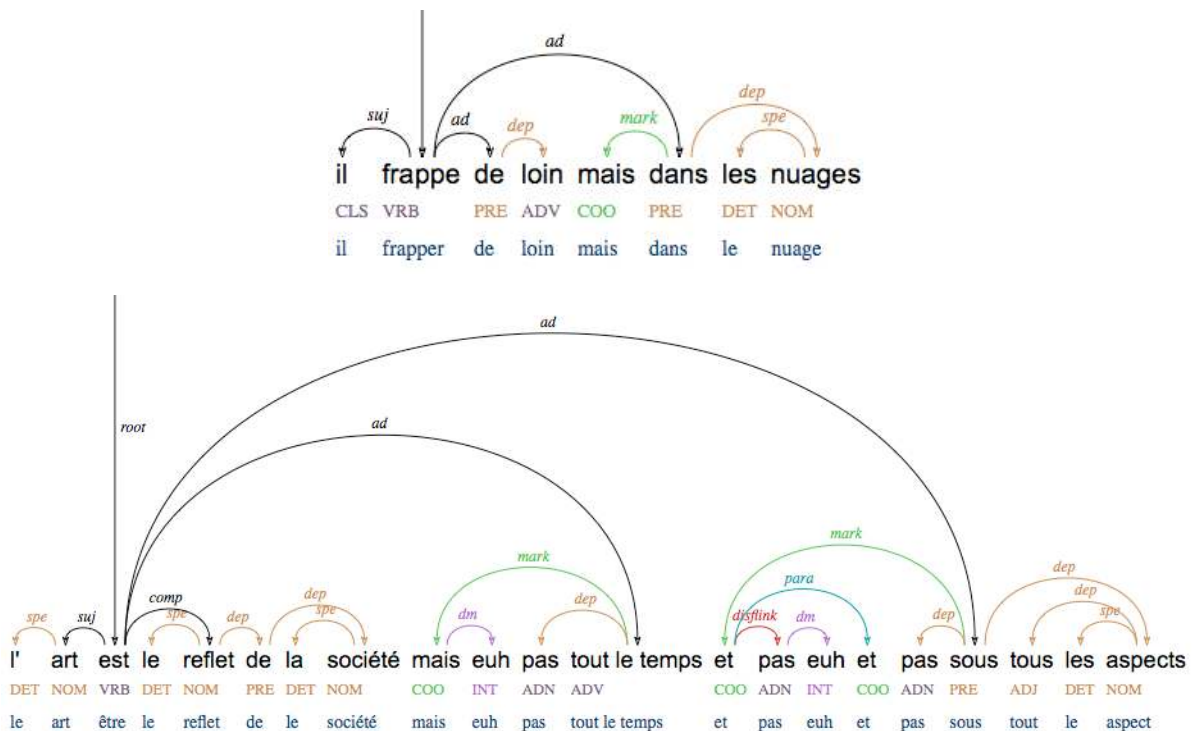 ad
dep
suj ad dep mark spe
il frappe de loin mais dans les nuages
CLS VRB PRE ADV COO PRE DET NOM
il frapper de loin mais dans le nuage
ad
root
ad
mark mark
dep comp para dep
spe suj spe dep spe dm dep disflink dm dep dep spe
l' art est le reflet de la société mais euh pas tout le temps et pas euh et pas sous tous les aspects
DET NOM VRB DET NOM PRE DET NOM COO INT ADN ADV COO ADN INT COO ADN PRE ADJ DET NOM
le art être le reflet de le société mais euh pas tout le temps et pas euh et pas sous tout le aspect